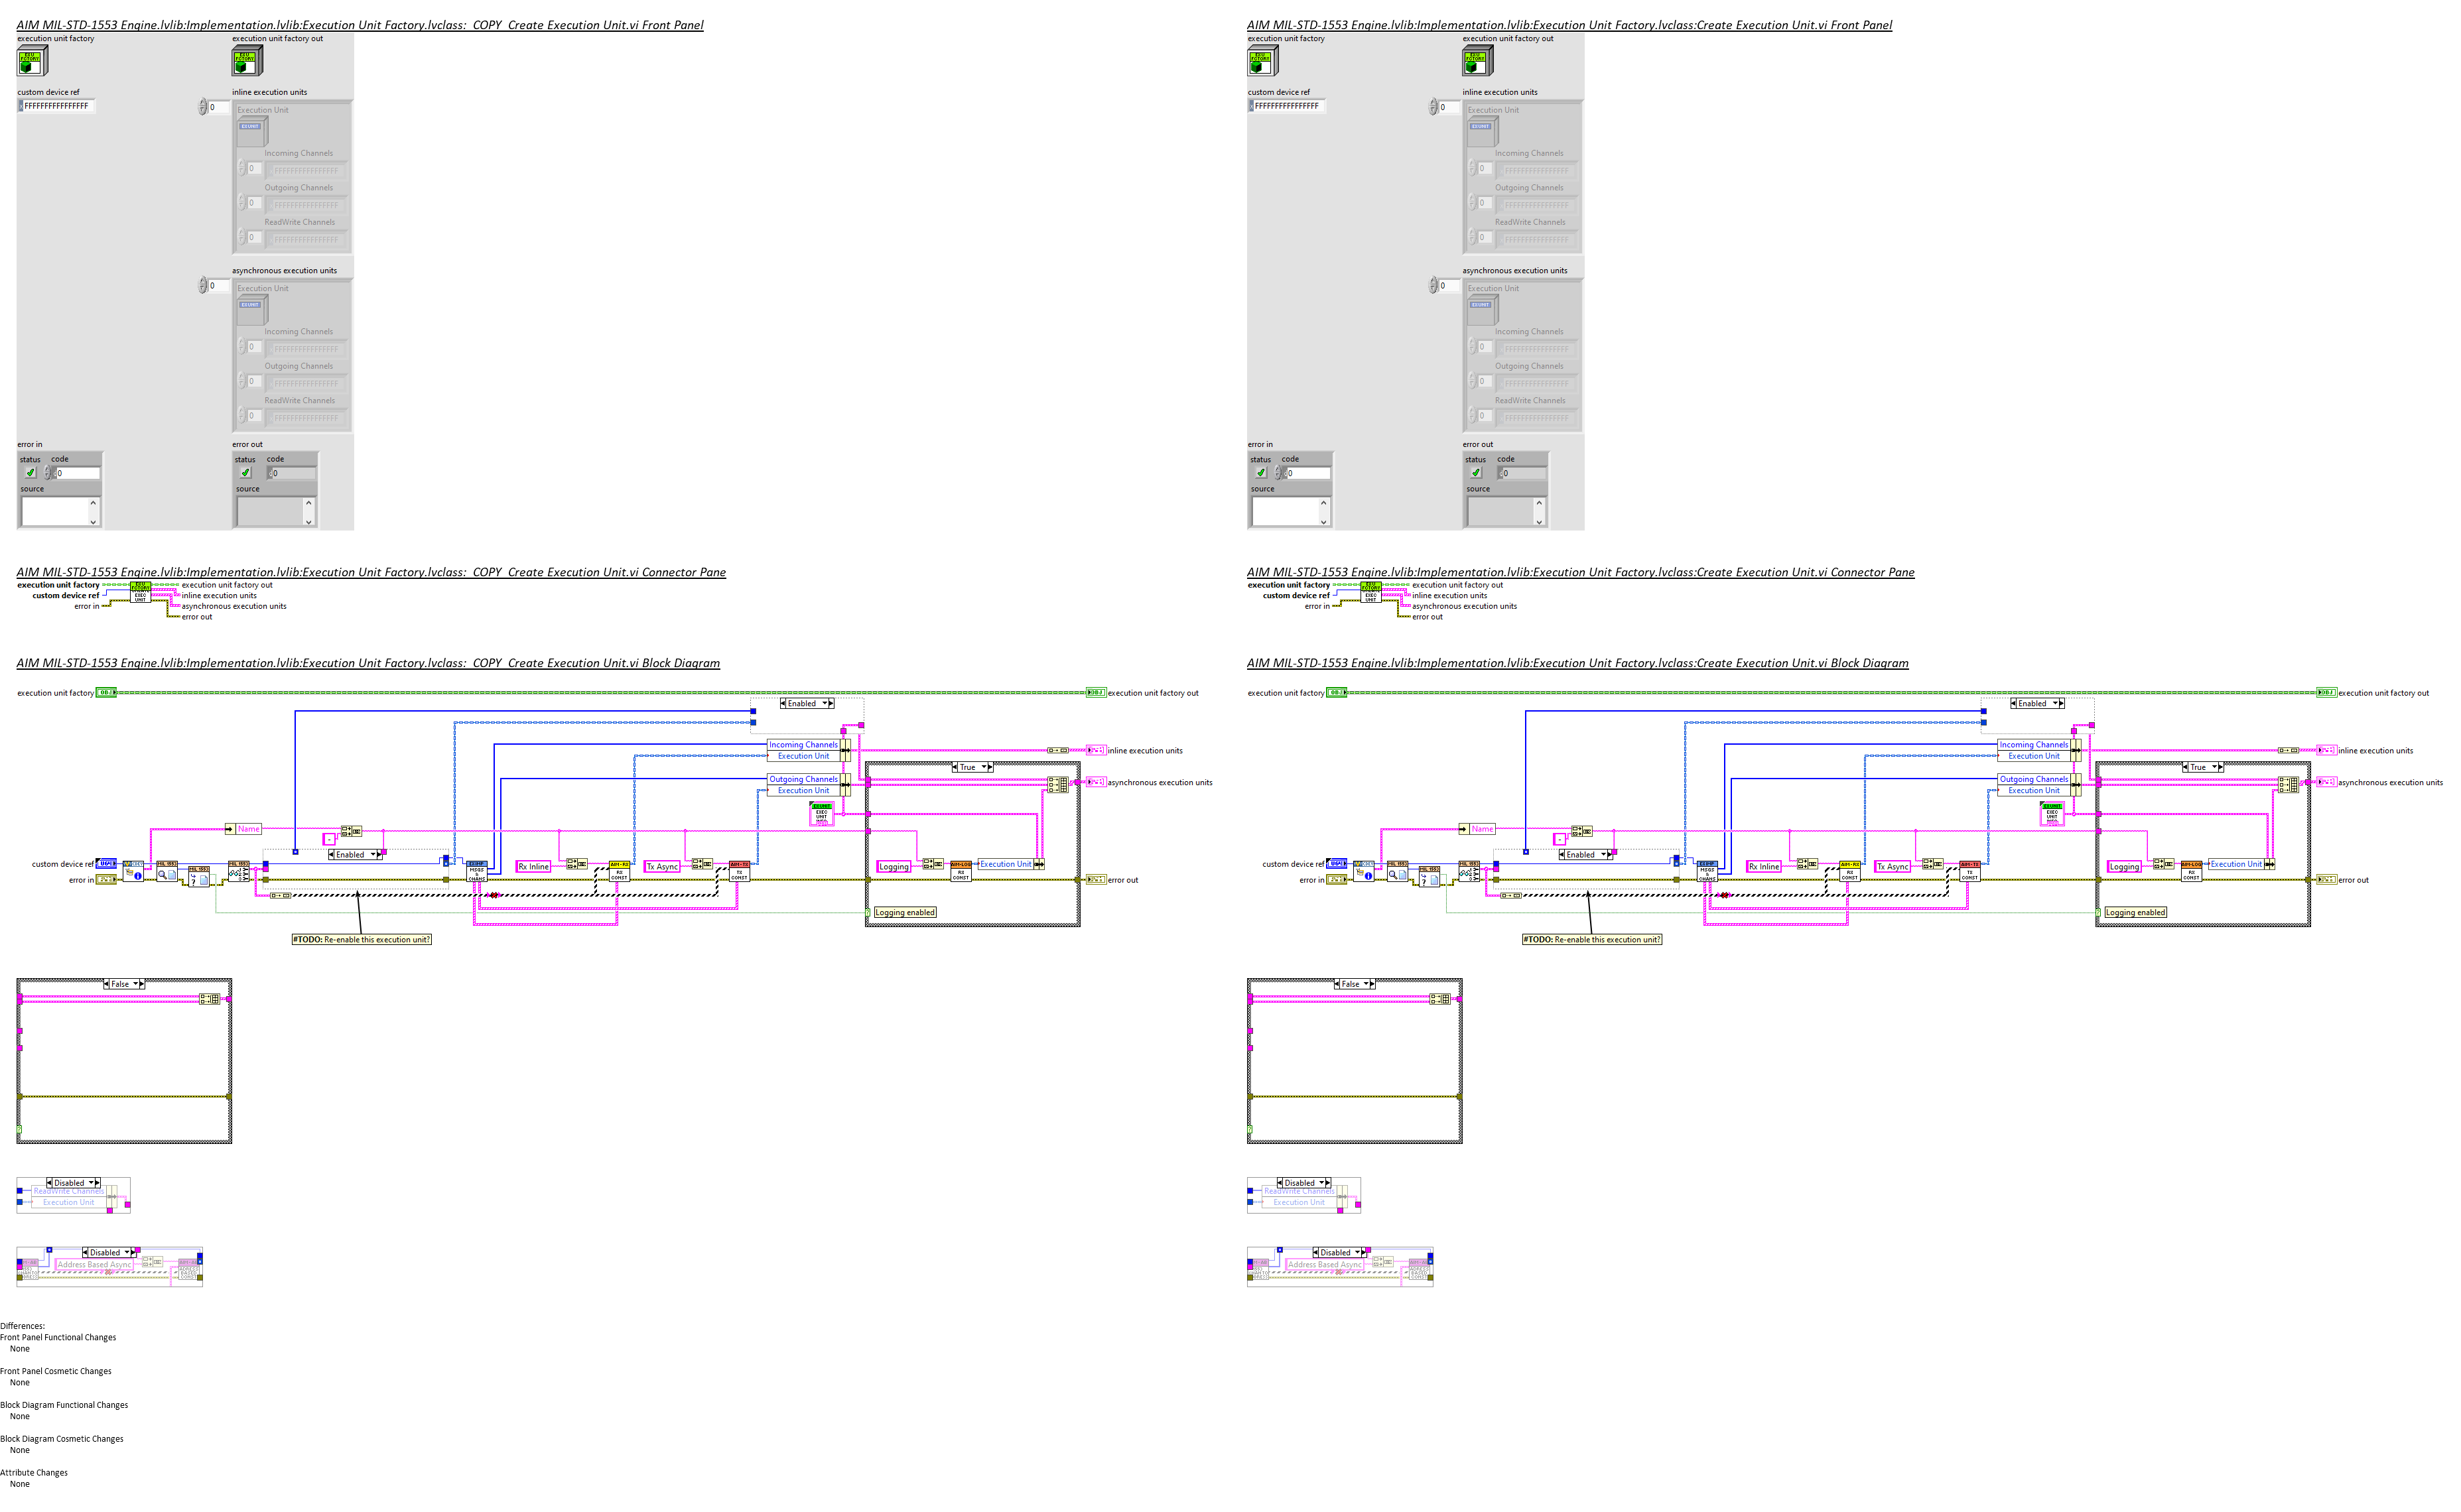 AIM MIL-STD-1553 Engine.lvlib:Implementation.lvlib:Execution Unit Factory.lvclass:_COPY_Create Execution Unit.vi Front Panel
execution unit factory
execution unit factory out
custom device ref
inline execution units
FFFFFFFFFFFFFFFF
0
Execution Unit
Incoming Channels
0
Outgoing Channels
0
ReadWrite Channels
0
asynchronous execution units
0
Execution Unit
Incoming Channels
0
Outgoing Channels
0
ReadWrite Channels
0
error in
error out
status code
0
source
status code
0
source
AIM MIL-STD-1553 Engine.lvlib:Implementation.lvlib:Execution Unit Factory.lvclass:_COPY_Create Execution Unit.vi Connector Pane
execution unit factory
execution unit factory out
custom device ref
inline execution units
error in
asynchronous execution units
error out
AIM MIL-STD-1553 Engine.lvlib:Implementation.lvlib:Execution Unit Factory.lvclass:_COPY_Create Execution Unit.vi Block Diagram
execution unit factory
execution unit factory out
Enabled
Incoming Channels
Execution Unit
inline execution units
True
Outgoing Channels
Execution Unit
asynchronous execution units
Name
Enabled
custom device ref
Rx Inline
Tx Async
Logging
Execution Unit
error in
error out
Logging enabled
#TODO: Re-enable this execution unit?
False
Disabled
ReadWrite Channels
Execution Unit
Disabled
Address Based Async
Differences:
Front Panel Functional Changes
None
Front Panel Cosmetic Changes
None
Block Diagram Functional Changes
None
Block Diagram Cosmetic Changes
None
Attribute Changes
None
AIM MIL-STD-1553 Engine.lvlib:Implementation.lvlib:Execution Unit Factory.lvclass:Create Execution Unit.vi Front Panel
execution unit factory
execution unit factory out
custom device ref
inline execution units
FFFFFFFFFFFFFFFF
0
Execution Unit
Incoming Channels
0
Outgoing Channels
0
ReadWrite Channels
0
asynchronous execution units
0
Execution Unit
Incoming Channels
0
Outgoing Channels
0
ReadWrite Channels
0
error in
error out
status code
0
source
status code
0
source
AIM MIL-STD-1553 Engine.lvlib:Implementation.lvlib:Execution Unit Factory.lvclass:Create Execution Unit.vi Connector Pane
execution unit factory
execution unit factory out
custom device ref
inline execution units
error in
asynchronous execution units
error out
AIM MIL-STD-1553 Engine.lvlib:Implementation.lvlib:Execution Unit Factory.lvclass:Create Execution Unit.vi Block Diagram
execution unit factory
execution unit factory out
Enabled
Incoming Channels
Execution Unit
inline execution units
True
Outgoing Channels
Execution Unit
asynchronous execution units
Name
Enabled
custom device ref
Rx Inline
Tx Async
Logging
Execution Unit
error in
error out
Logging enabled
#TODO: Re-enable this execution unit?
False
Disabled
ReadWrite Channels
Execution Unit
Disabled
Address Based Async